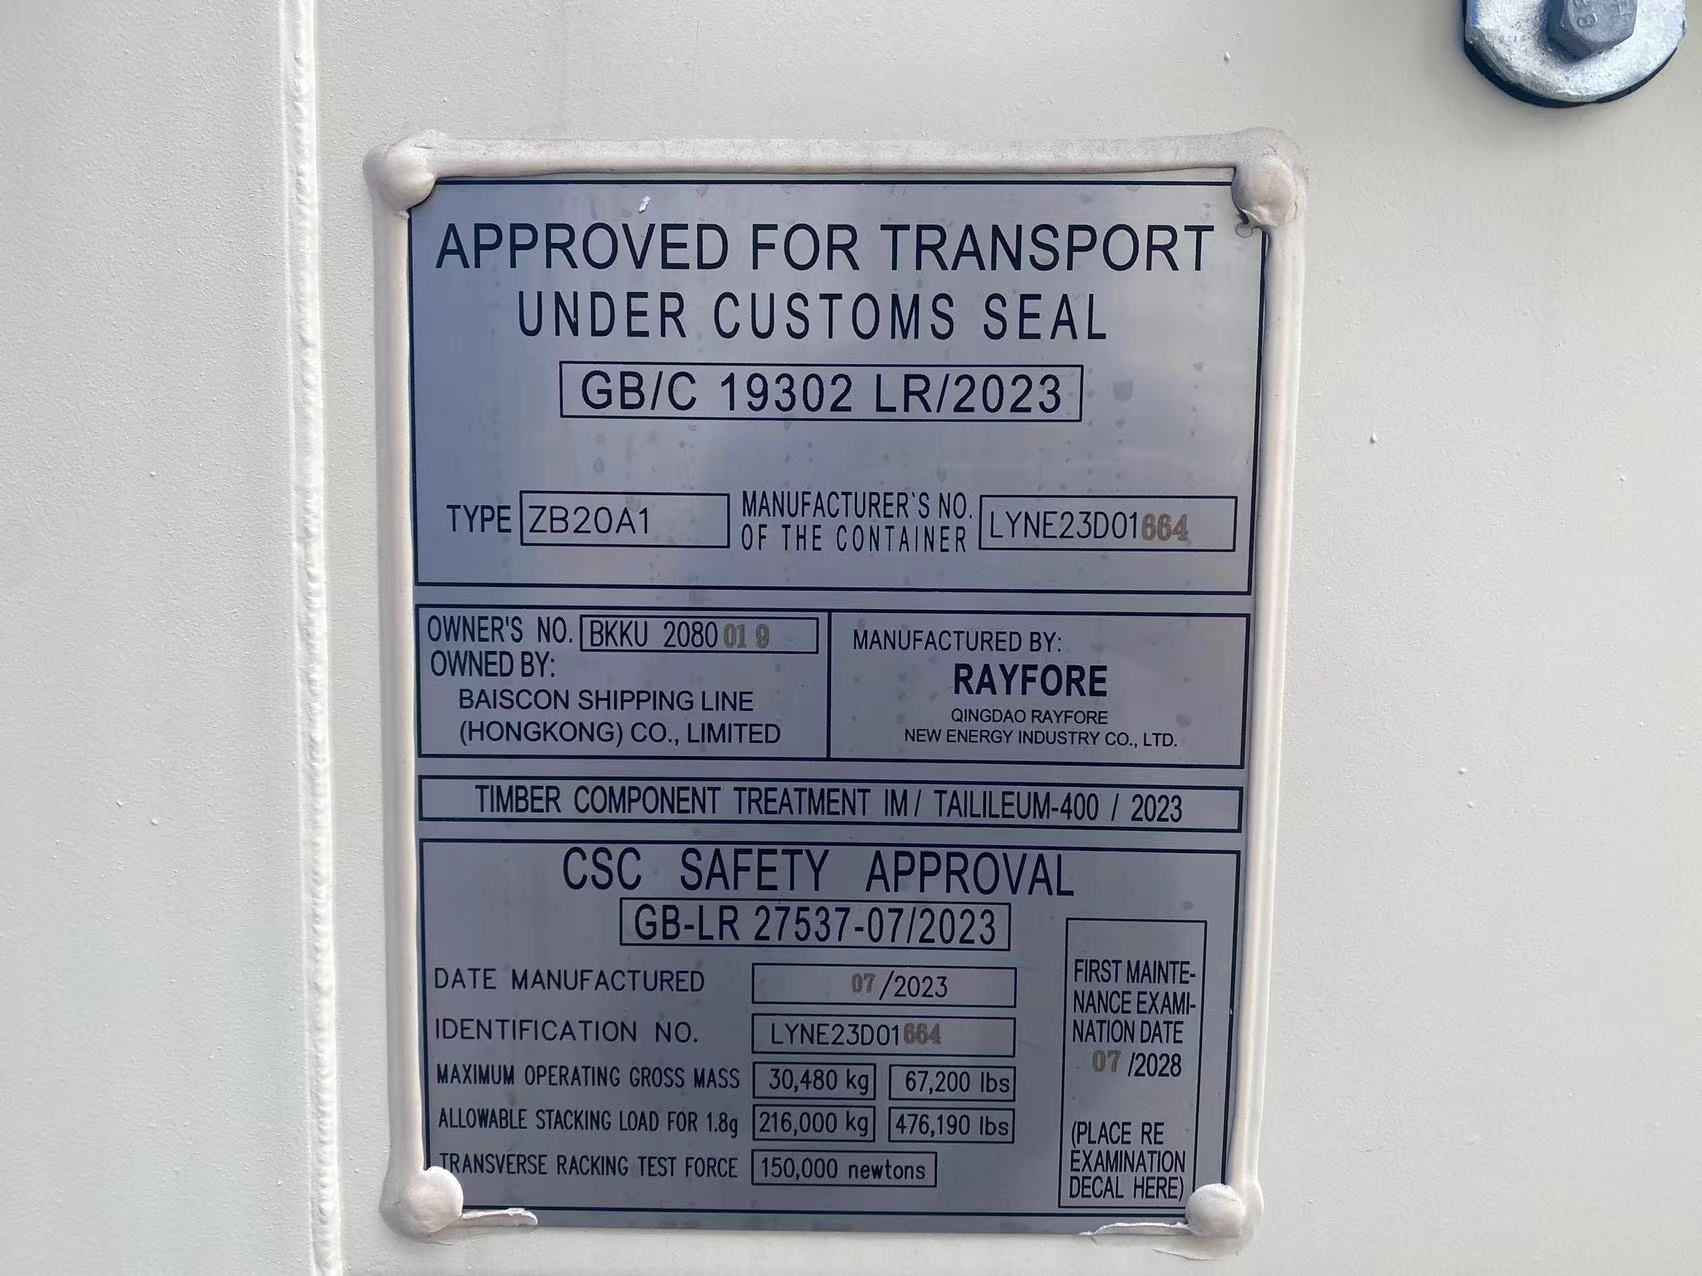 APPROVED FOR TRANSPORT
UNDER CUSTOMS SEAL
GB/C 19302 LR/2023
TYPE ZB20A1
MANUFACTURER'S NO.
OF THE CONTAINER
LYNE23D01664
OWNER'S NO. BKKU 2080 01 9
OWNED BY:
BAISCON SHIPPING LINE
(HONGKONG) CO., LIMITED
MANUFACTURED BY:
RAYFORE
QINGDAO RAYFORE
NEW ENERGY INDUSTRY CO., LTD.
TIMBER COMPONENT TREATMENT IM / TAILILEUM-400 / 2023
CSC SAFETY APPROVAL
GB-LR 27537-07/2023
DATE MANUFACTURED 07/2023
IDENTIFICATION NO. LYNE23D01664
MAXIMUM OPERATING GROSS MASS 30,480 kg 67,200 lbs
ALLOWABLE STACKING LOAD FOR 1.8g 216,000 kg 476,190 lbs
TRANSVERSE RACKING TEST FORCE 150,000 newtons
FIRST MAINTE-
NANCE EXAMI-
NATION DATE
07 /2028
(PLACE RE
EXAMINATION
DECAL HERE)